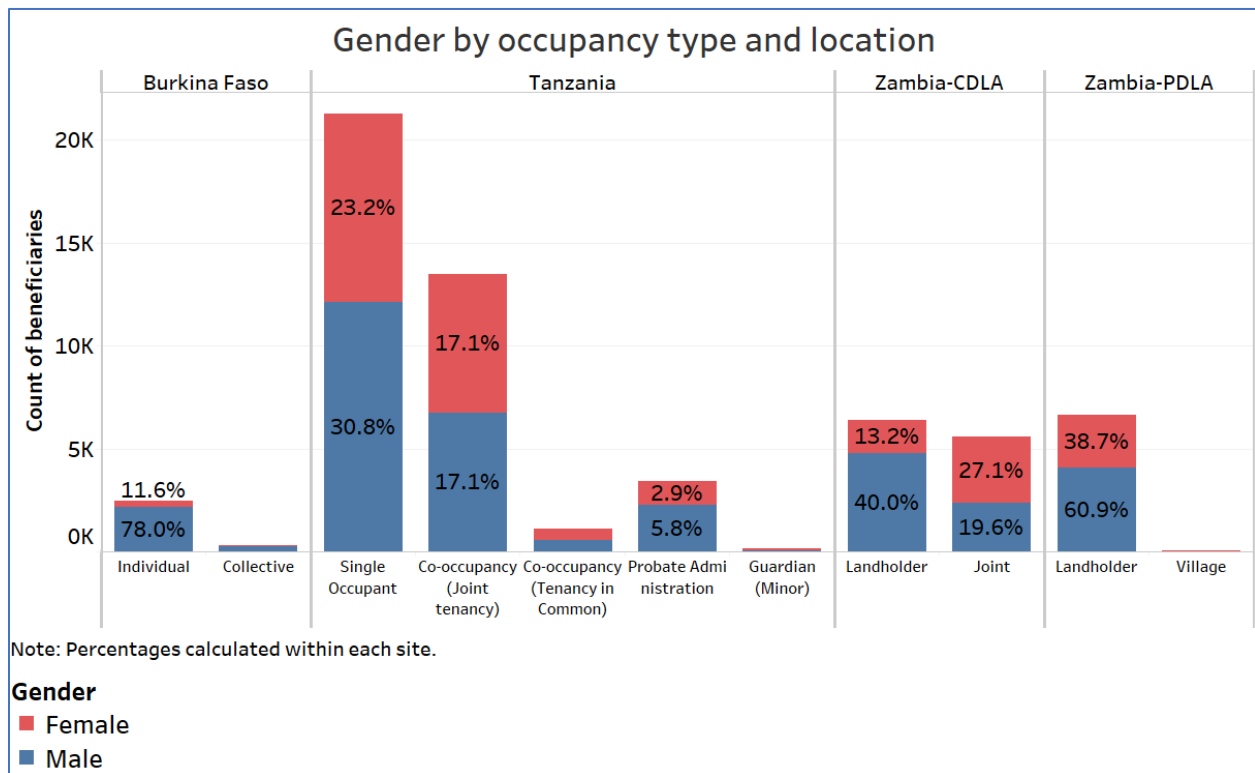 Gender by occupancy type and location
Burkina Faso
Tanzania
Zambia-CDLA
Zambia-PDLA
Count of beneficiaries
20K
15K
10K
5K
0K
11.6%
78.0%
23.2%
30.8%
17.1%
17.1%
2.9%
5.8%
13.2%
40.0%
27.1%
19.6%
38.7%
60.9%
Individual
Collective
Single
Occupant
Co-occupancy
(Joint
tenancy)
Co-occupancy
(Tenancy in
Common)
Probate Admi
nistration
Guardian
(Minor)
Landholder
Joint
Landholder
Village
Note: Percentages calculated within each site.
Gender
Female
Male